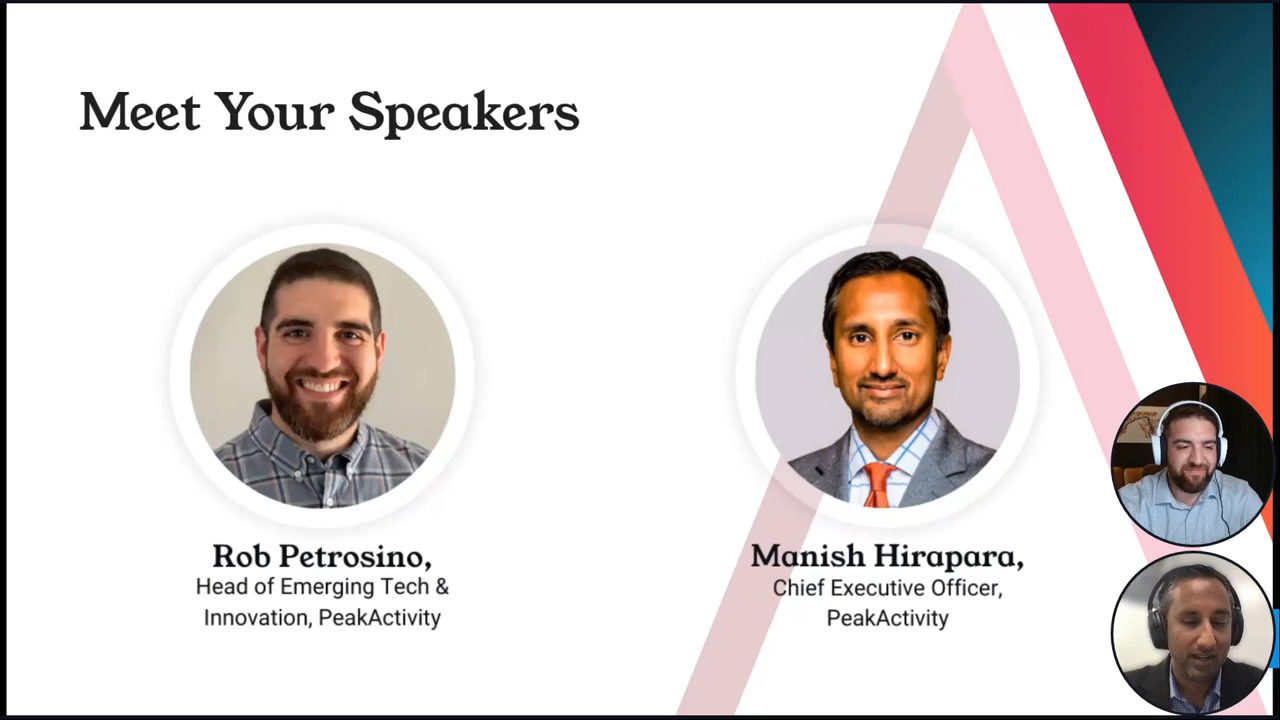 Meet Your Speakers
Rob Petrosino,
Head of Emerging Tech &
Innovation, PeakActivity
Manish Hirapara,
Chief Executive Officer,
PeakActivity